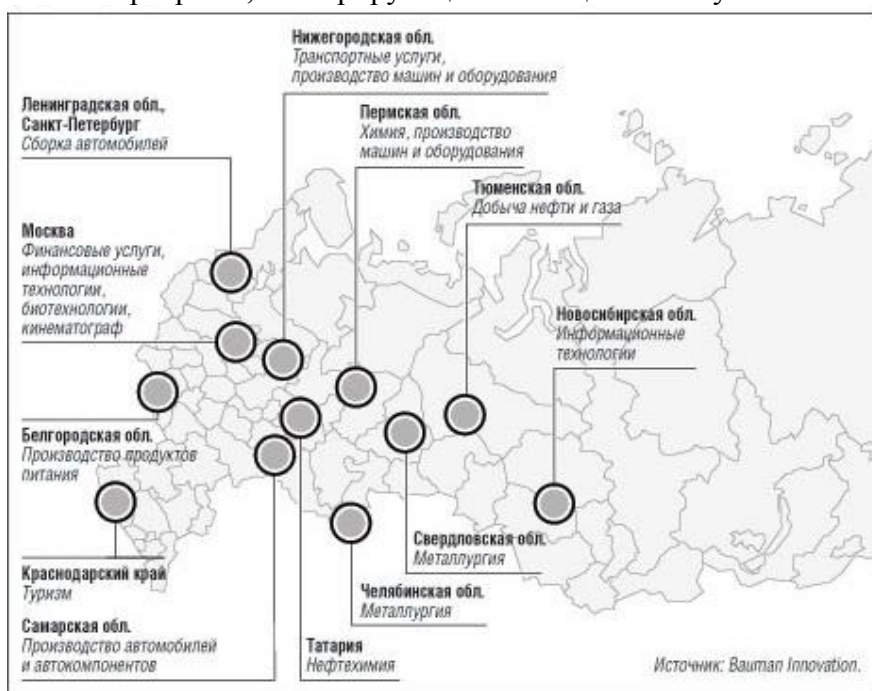 Нижегородская обл.
Транспортные услуги,
производство машин и оборудования
Ленинградская обл.,
Санкт-Петербург
Сборка автомобилей
Пермская обл.
Химия, производство
машин и оборудования
Тюменская обл.
Добыча нефти и газа
Москва
Финансовые услуги,
информационные
технологии,
биотехнологии,
кинематограф
Новосибирская обл.
Информационные
технологии
Белгородская обл.
Производство продуктов
питания
Свердловская обл.
Металлургия
Краснодарский край
Туризм
Челябинская обл.
Металлургия
Самарская обл.
Производство автомобилей
и автокомпонентов
Татария
Нефтехимия
Источник: Bauman Innovation.